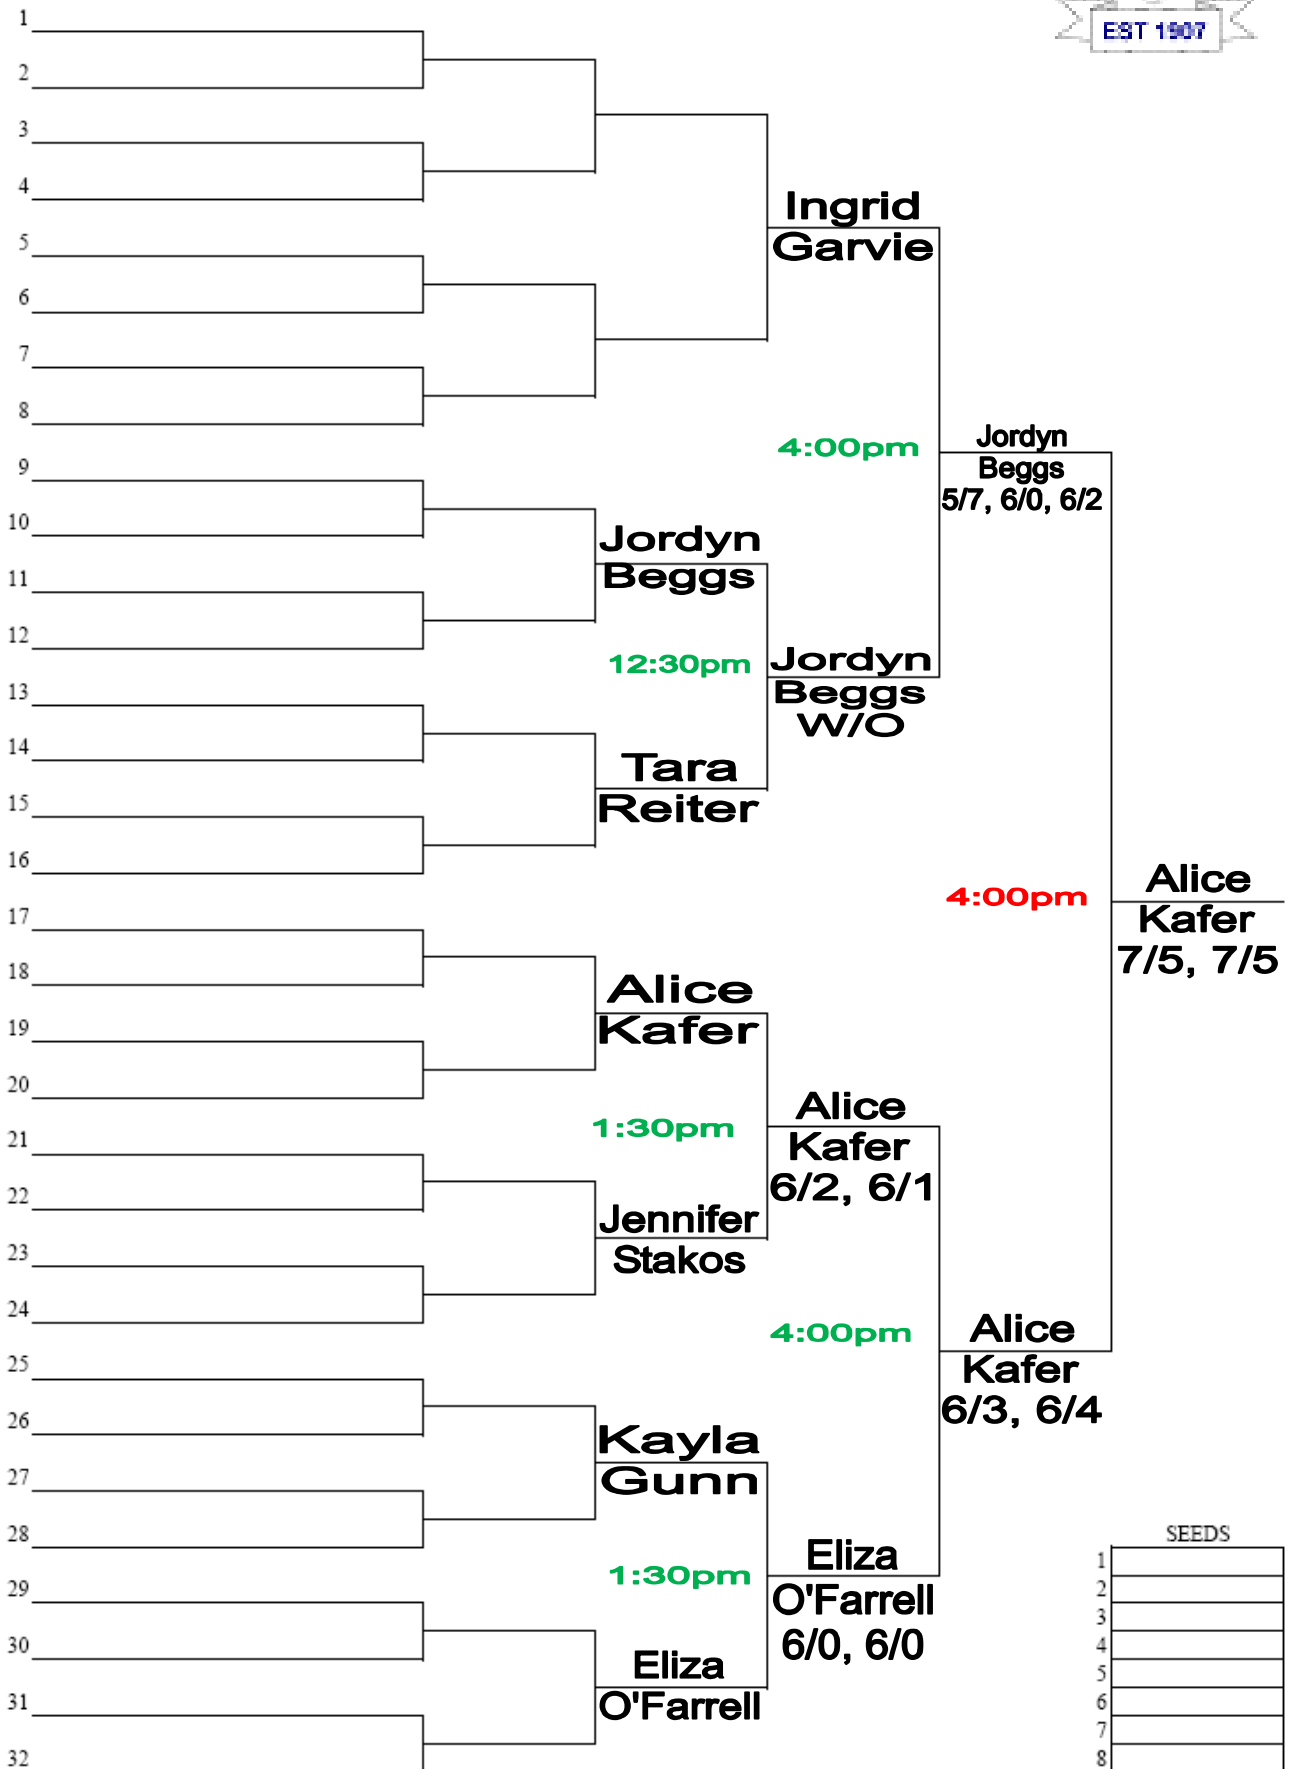 EST 1907
1
2
3
4
Ingrid
Garvie
5
6
7
8
4:00pm
Jordyn
Beggs
5/7, 6/0, 6/2
9
10
Jordyn
Beggs
11
12
12:30pm
Jordyn
Beggs
W/O
13
14
Tara
Reiter
15
16
4:00pm
Alice
Kafer
7/5, 7/5
17
18
Alice
Kafer
19
20
1:30pm
Alice
Kafer
6/2, 6/1
21
22
Jennifer
Stakos
23
24
4:00pm
Alice
Kafer
6/3, 6/4
25
26
Kayla
Gunn
27
28
1:30pm
Eliza
O'Farrell
6/0, 6/0
29
30
Eliza
O'Farrell
31
32
SEEDS
1
2
3
4
5
6
7
8